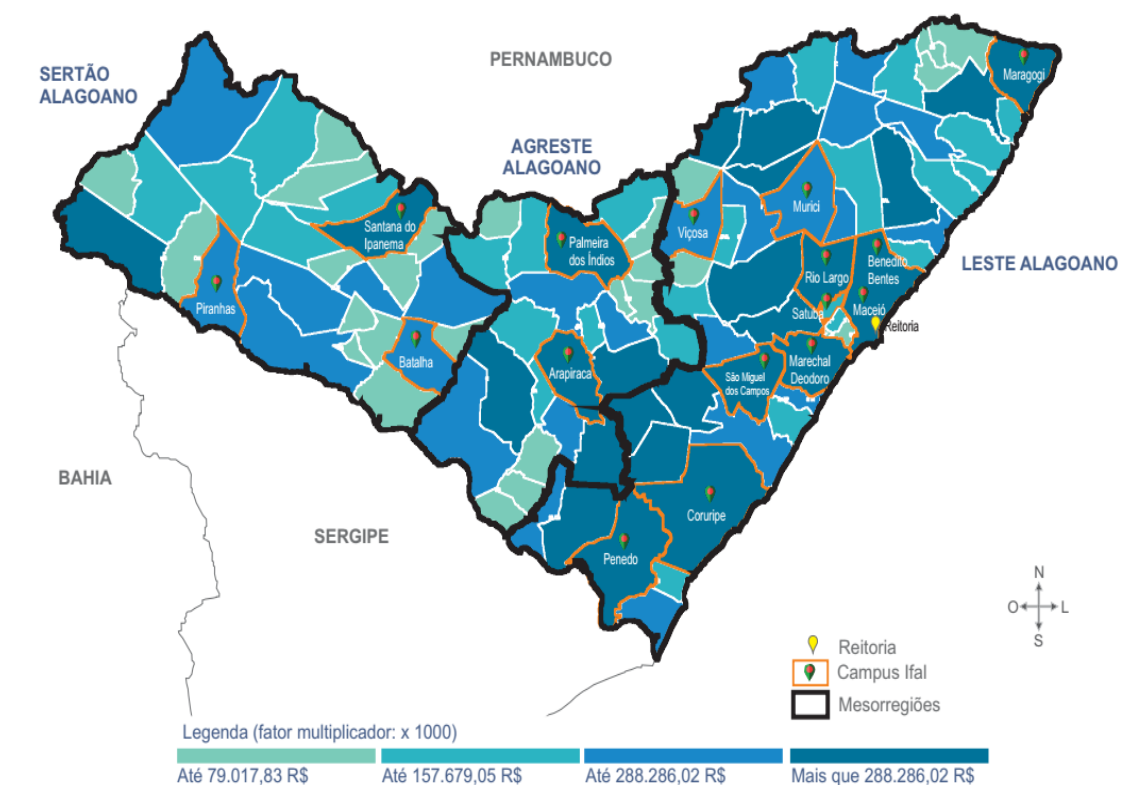 PERNAMBUCO
SERTÃO
ALAGOANO
AGRESTE
ALAGOANO
LESTE ALAGOANO
Maragogi
Murici
Viçosa
Santana do
Ipanema
Palmeira
dos Índios
Benedito
Bentes
Rio Largo
Piranhas
Satuba
Maceió
Reitoria
Batalha
Arapiraca
Marechal
Deodoro
São Miguel
dos Campos
BAHIA
SERGIPE
Coruripe
Penedo
N
O
L
S
Reitoria
Campus Ifal
Mesorregiões
Legenda (fator multiplicador: x 1000)
Até 79.017,83 R$
Até 157.679,05 R$
Até 288.286,02 R$
Mais que 288.286,02 R$